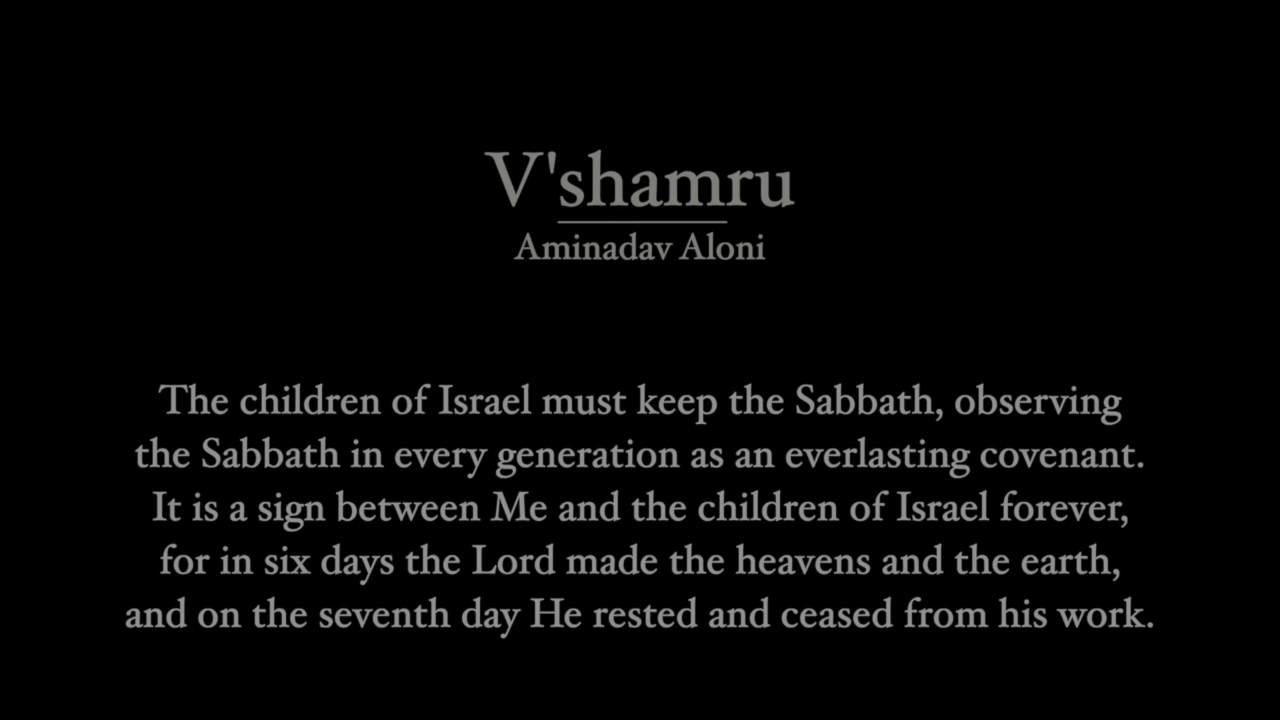 V'shamru
Aminadav Aloni
The children of Israel must keep the Sabbath, observing
the Sabbath in every generation as an everlasting covenant.
It is a sign between Me and the children of Israel forever,
for in six days the Lord made the heavens and the earth,
and on the seventh day He rested and ceased from his work.